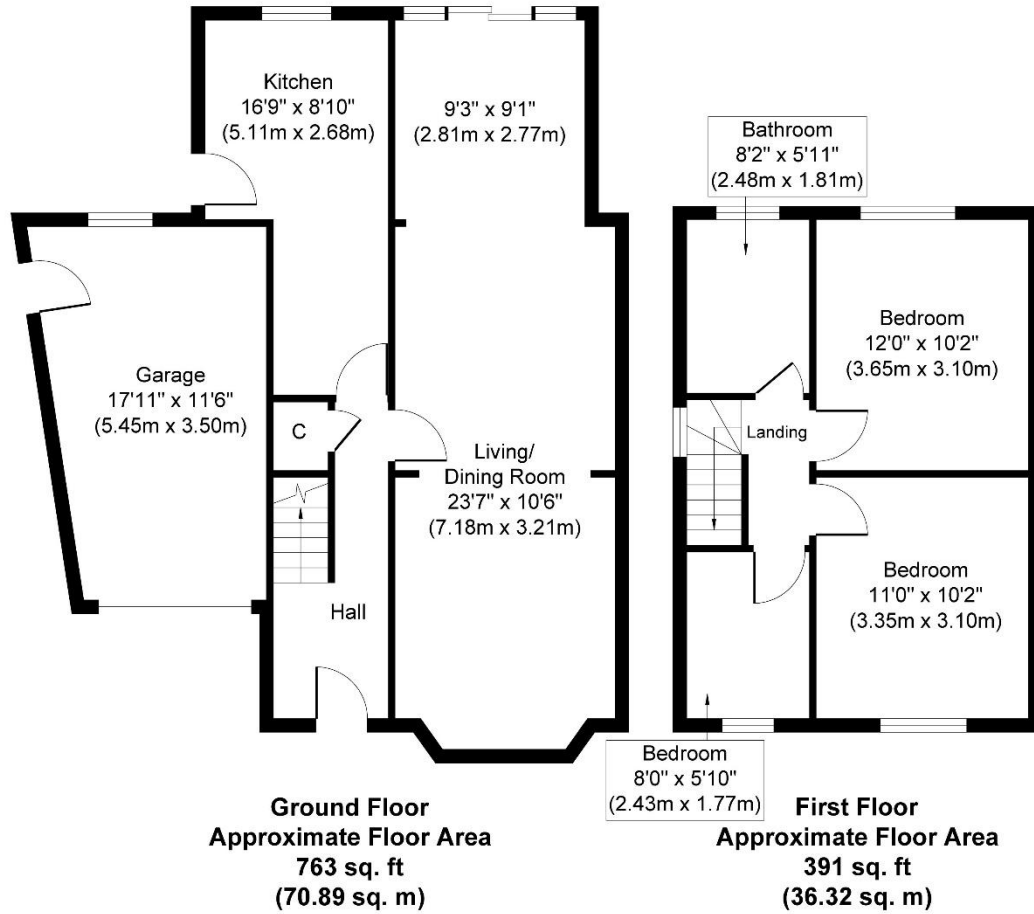 Kitchen
16'9" x 8'10"
(5.11m x 2.68m)
9'3" x 9'1"
(2.81m x 2.77m)
Garage
17'11" x 11'6"
(5.45m x 3.50m)
C
Living/
Dining Room
23'7" x 10'6"
(7.18m x 3.21m)
Hall
Ground Floor
Approximate Floor Area
763 sq. ft
(70.89 sq. m)
Bathroom
8'2" x 5'11"
(2.48m x 1.81m)
Bedroom
12'0" x 10'2"
(3.65m x 3.10m)
Landing
Bedroom
11'0" x 10'2"
(3.35m x 3.10m)
Bedroom
8'0" x 5'10"
(2.43m x 1.77m)
First Floor
Approximate Floor Area
391 sq. ft
(36.32 sq. m)